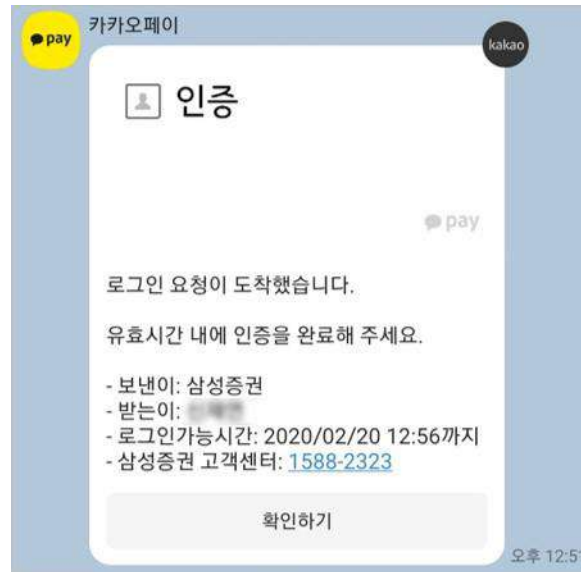 pay
카카오페이
kakao
인증
pay
로그인 요청이 도착했습니다.
유효시간 내에 인증을 완료해 주세요.
- 보낸이: 삼성증권
- 받는이:
- 로그인가능시간: 2020/02/20 12:56까지
- 삼성증권 고객센터: 1588-2323
확인하기
오후 12:51